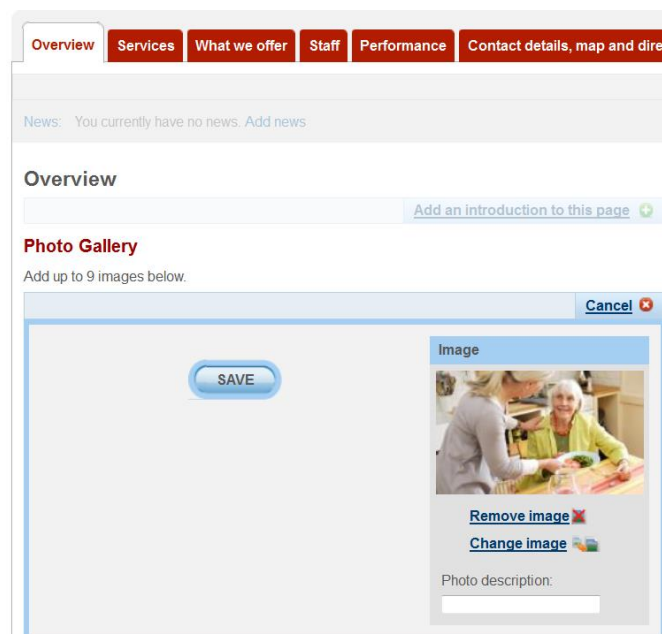 Overview Services What we offer Staff Performance Contact details, map and dire
News: You currently have no news. Add news
Overview
Add an introduction to this page
Photo Gallery
Add up to 9 images below.
Cancel
Image
SAVE
Remove image
Change image
Photo description: